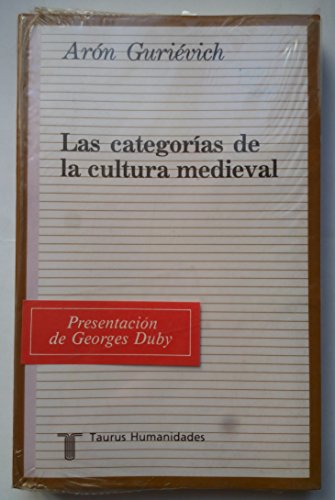 Arón Guriévich
Las categorías de
la cultura medieval
Presentación
de Georges Duby
Taurus Humanidades